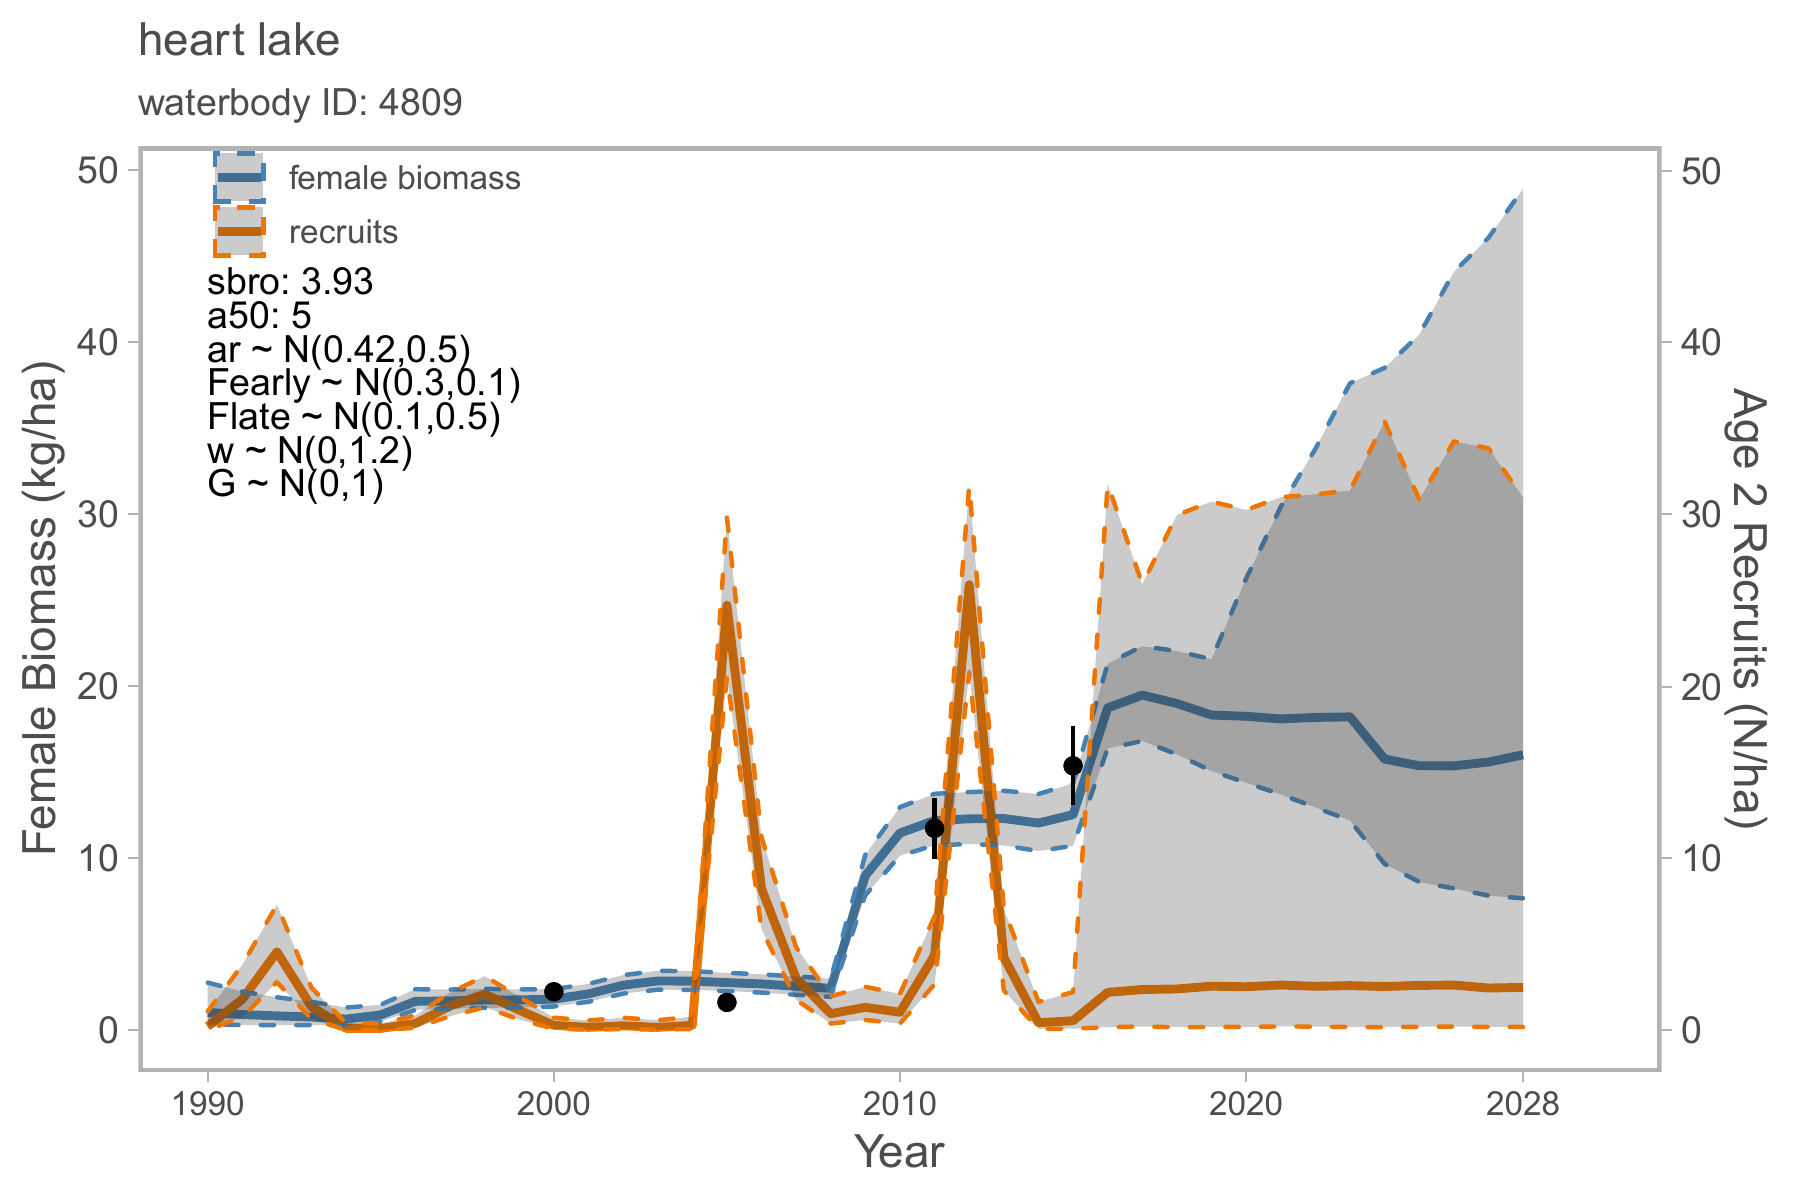 heart lake
waterbody ID: 4809
female biomass
recruits
sbro: 3.93
a50: 5
ar ~ N(0.42,0.5)
Fearly ~ N(0.3,0.1)
Flate ~ N(0.1,0.5)
w ~ N(0,1.2)
G ~ N(0,1)
Female Biomass (kg/ha)
50
40
30
20
10
0
50
40
30
20
10
0
Age 2 Recruits (N/ha)
1990 2000 2010 2020 2028
Year